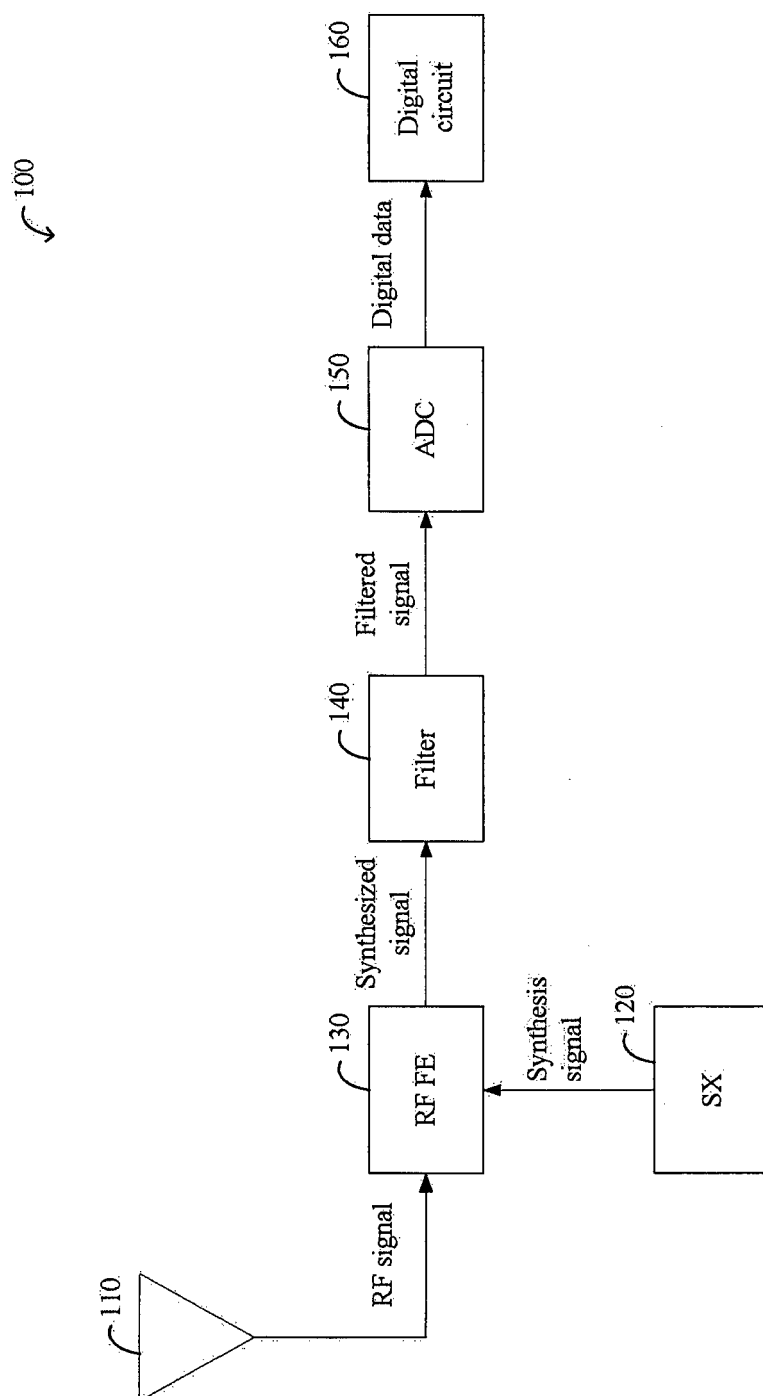 100
110
RF signal
130
RF FE
Synthesis
signal
120
SX
Synthesized
signal
140
Filter
Filtered
signal
150
ADC
Digital data
160
Digital
circuit